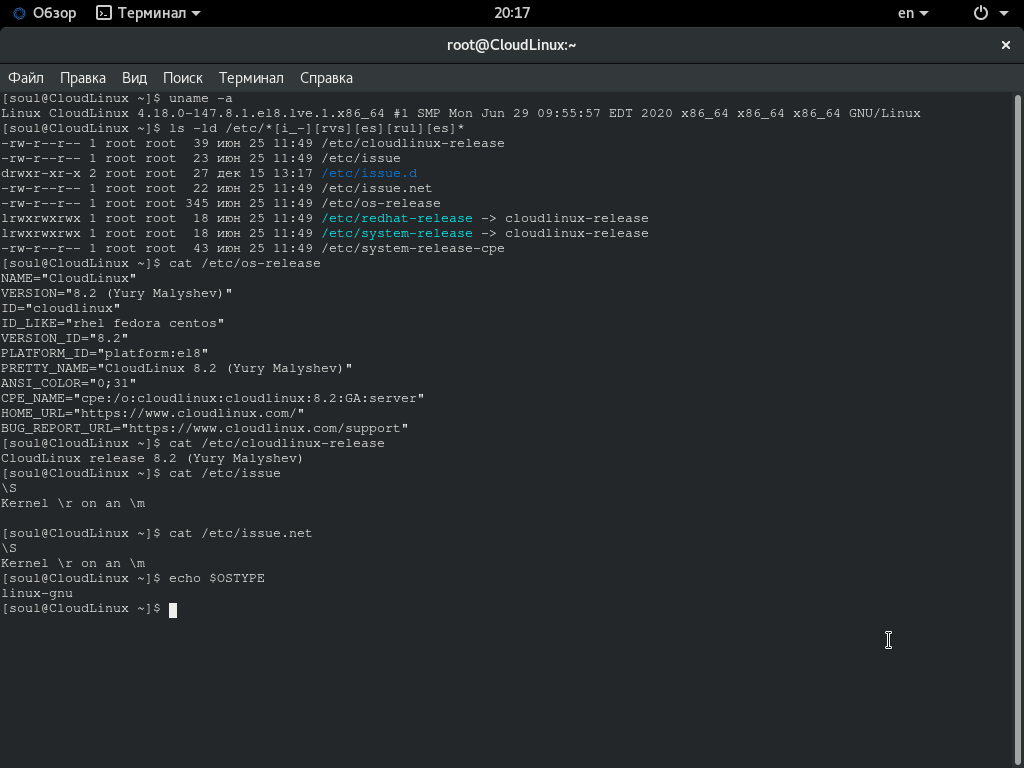 Обзор Терминал 20:17 en
root@CloudLinux:~ ×
Файл Правка Вид Поиск Терминал Справка
[soul@CloudLinux ~]$ uname -a
Linux CloudLinux 4.18.0-147.8.1.el8.lve.1.x86_64 #1 SMP Mon Jun 29 09:55:57 EDT 2020 x86_64 x86_64 x86_64 GNU/Linux
[soul@CloudLinux ~]$ ls -ld /etc/*[i_-][rvs][es][rul][es]*
-rw-r--r-- 1 root root  39 июн 25 11:49 /etc/cloudlinux-release
-rw-r--r-- 1 root root  23 июн 25 11:49 /etc/issue
drwxr-xr-x 2 root root  27 дек 15 13:17 /etc/issue.d
-rw-r--r-- 1 root root  22 июн 25 11:49 /etc/issue.net
-rw-r--r-- 1 root root 345 июн 25 11:49 /etc/os-release
lrwxrwxrwx 1 root root  18 июн 25 11:49 /etc/redhat-release -> cloudlinux-release
lrwxrwxrwx 1 root root  18 июн 25 11:49 /etc/system-release -> cloudlinux-release
-rw-r--r-- 1 root root  43 июн 25 11:49 /etc/system-release-cpe
[soul@CloudLinux ~]$ cat /etc/os-release
NAME="CloudLinux"
VERSION="8.2 (Yury Malyshev)"
ID="cloudlinux"
ID_LIKE="rhel fedora centos"
VERSION_ID="8.2"
PLATFORM_ID="platform:el8"
PRETTY_NAME="CloudLinux 8.2 (Yury Malyshev)"
ANSI_COLOR="0;31"
CPE_NAME="cpe:/o:cloudlinux:cloudlinux:8.2:GA:server"
HOME_URL="https://www.cloudlinux.com/"
BUG_REPORT_URL="https://www.cloudlinux.com/support"
[soul@CloudLinux ~]$ cat /etc/cloudlinux-release
CloudLinux release 8.2 (Yury Malyshev)
[soul@CloudLinux ~]$ cat /etc/issue
\S
Kernel \r on an \m
[soul@CloudLinux ~]$ cat /etc/issue.net
\S
Kernel \r on an \m
[soul@CloudLinux ~]$ echo $OSTYPE
linux-gnu
[soul@CloudLinux ~]$